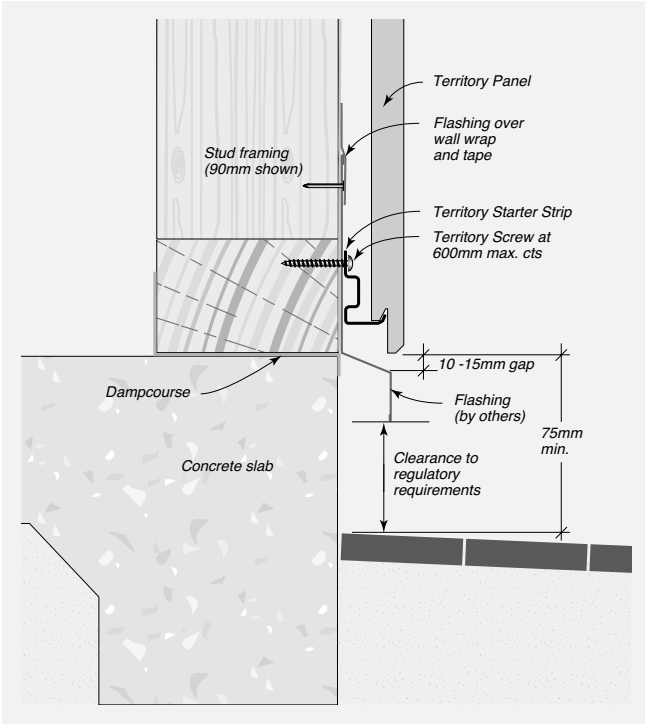 Territory Panel
Flashing over
wall wrap
and tape
Stud framing
(90mm shown)
Territory Starter Strip
Territory Screw at
600mm max. cts
10 -15mm gap
Dampcourse
Flashing
(by others)
75mm
min.
Concrete slab
Clearance to
regulatory
requirements